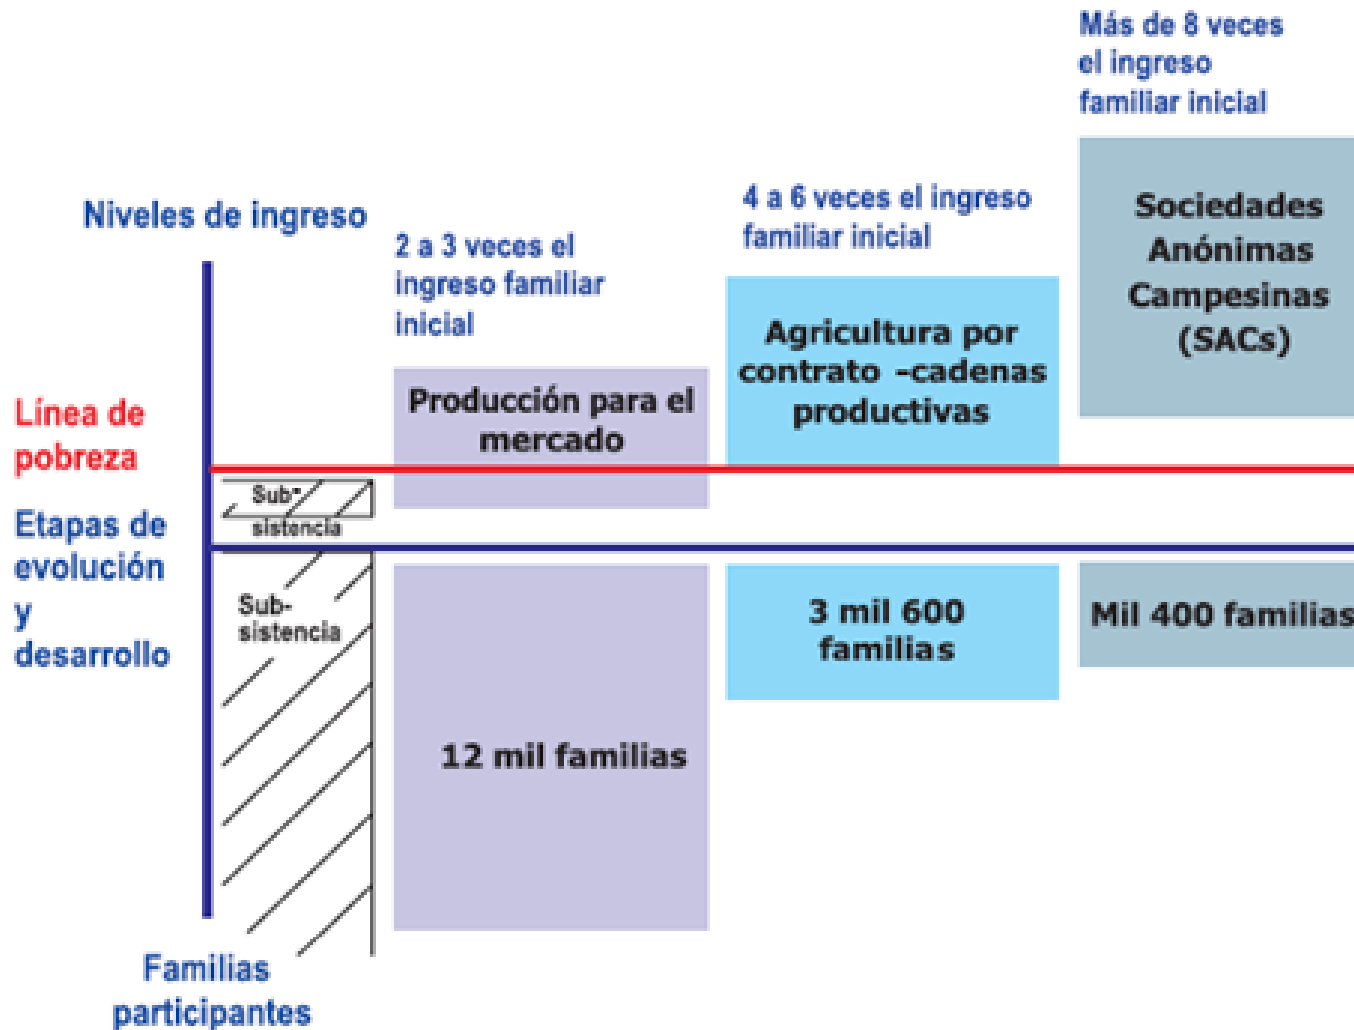 Más de 8 veces
el ingreso
familiar inicial
Niveles de ingreso
2 a 3 veces el
ingreso familiar
inicial
4 a 6 veces el ingreso
familiar inicial
Sociedades
Anónimas
Campesinas
(SACs)
Producción para el
mercado
Agricultura por
contrato -cadenas
productivas
Línea de
pobreza
Sub-
sistencia
Etapas de
evolución
y
desarrollo
Sub-
sistencia
12 mil familias
3 mil 600
familias
Mil 400 familias
Familias
participantes